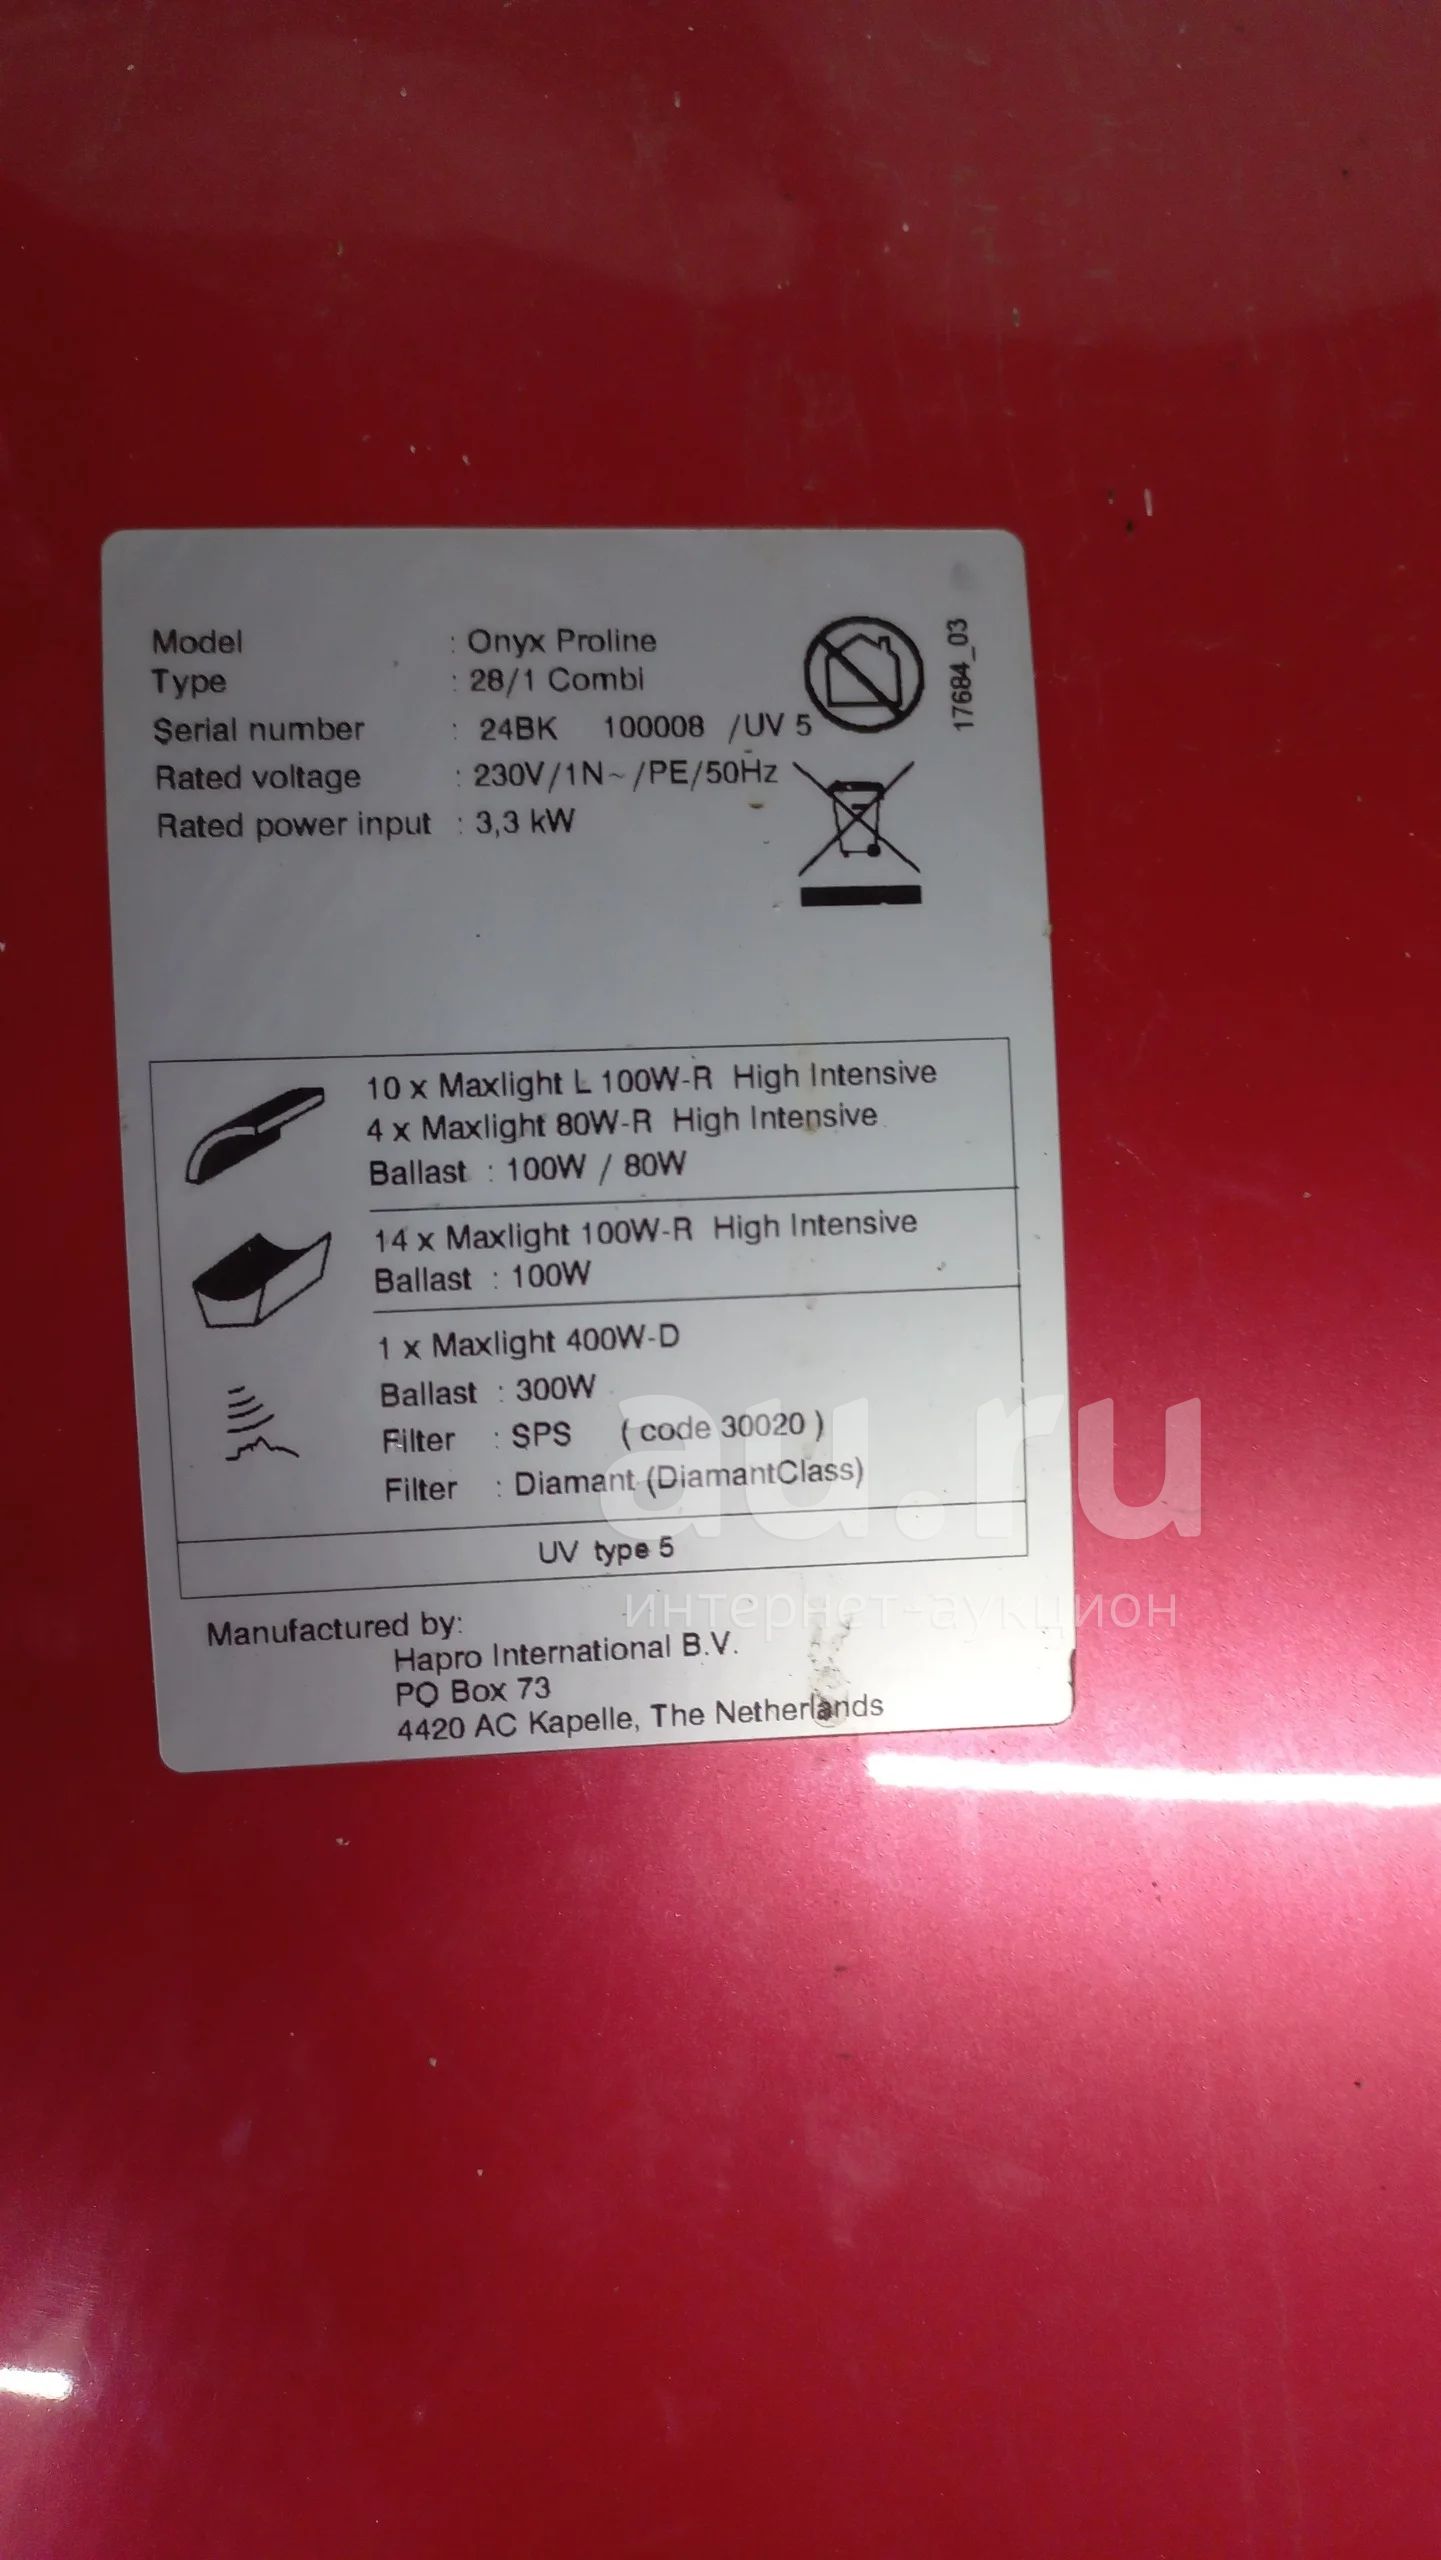 Model : Onyx Proline
Type : 28/1 Combi
Serial number : 24BK 100008 /UV 5
Rated voltage : 230V/1N~/PE/50Hz
Rated power input : 3,3 kW
17684_03
10 x Maxlight L 100W-R High Intensive
4 x Maxlight 80W-R High Intensive
Ballast : 100W / 80W
14 x Maxlight 100W-R High Intensive
Ballast : 100W
1 x Maxlight 400W-D
Ballast : 300W
Filter : SPS ( code 30020 )
Filter : Diamant (DiamantClass)
UV type 5
Manufactured by:
Hapro International B.V.
PO Box 73
4420 AC Kapelle, The Netherlands
au.ru
интернет-аукцион